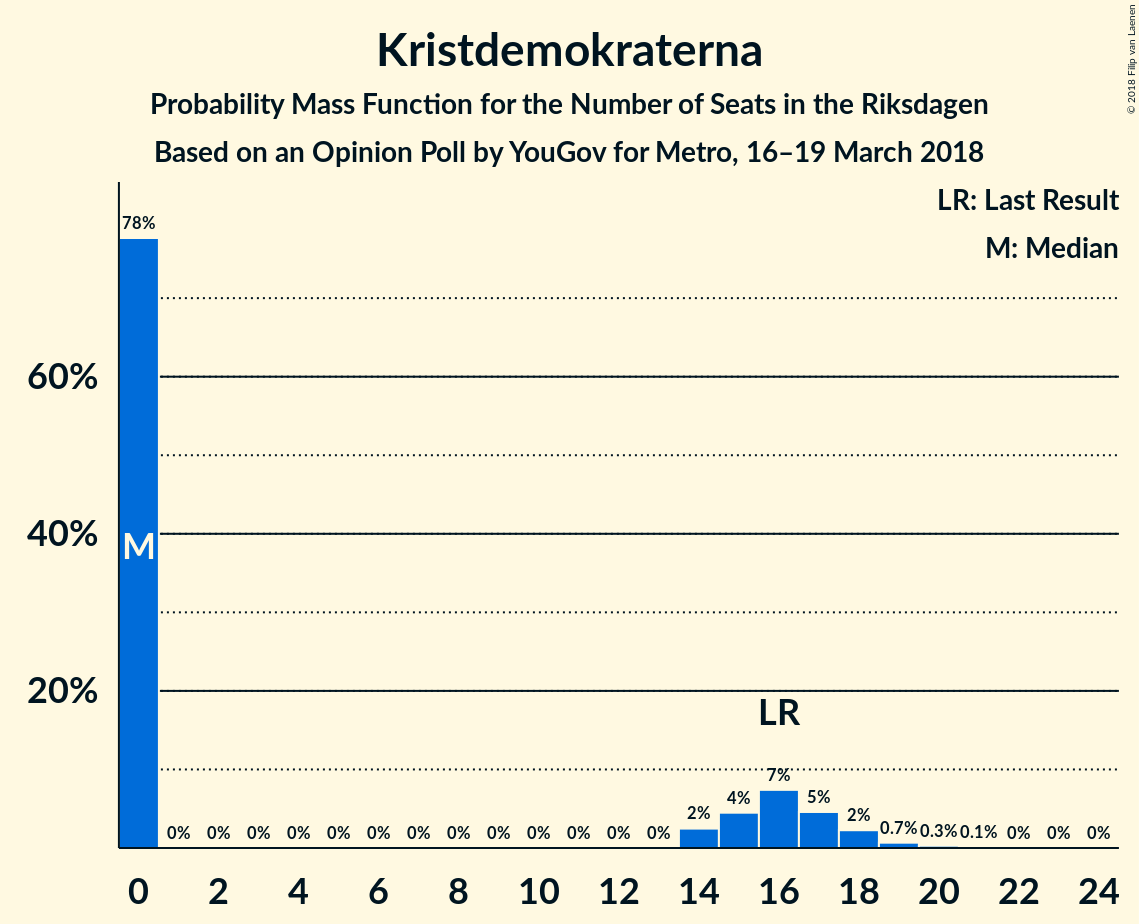 Kristdemokraterna
Probability Mass Function for the Number of Seats in the Riksdagen
Based on an Opinion Poll by YouGov for Metro, 16–19 March 2018
© 2018 Filip van Laenen
LR: Last Result
M: Median
78%
60%
40%
M
20%
LR
0% 0% 0% 0% 0% 0% 0% 0% 0% 0% 0% 0% 0% 2% 4% 7% 5% 2% 0.7% 0.3% 0.1% 0% 0% 0%
0 2 4 6 8 10 12 14 16 18 20 22 24